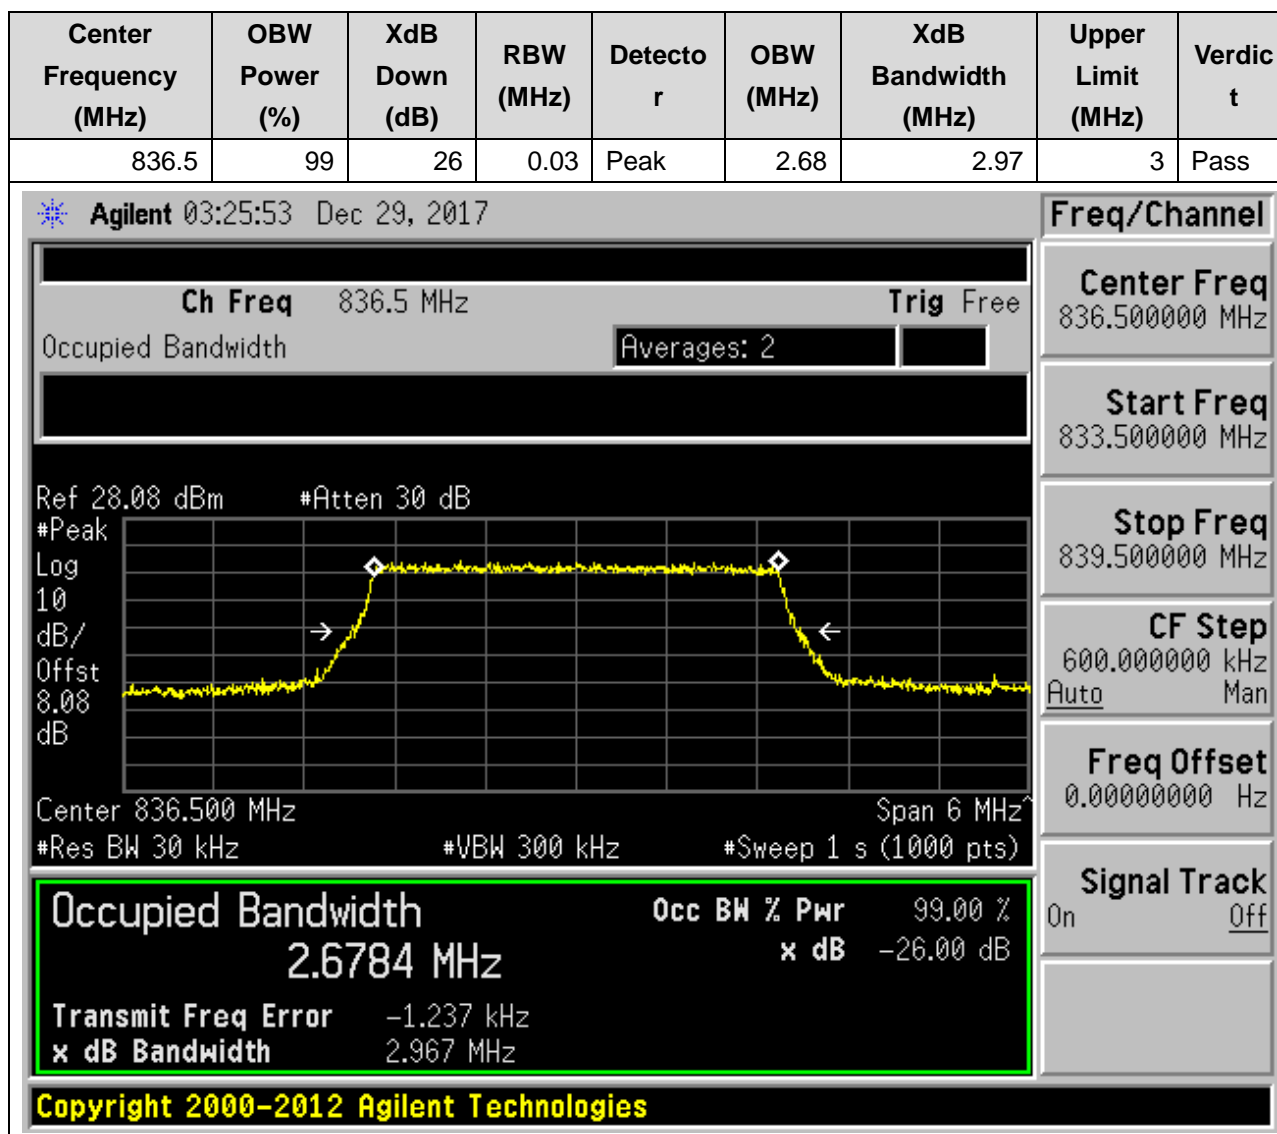 Center Frequency (MHz) OBW Power (%) XdB Down (dB) RBW (MHz) Detecto r OBW (MHz) XdB Bandwidth (MHz) Upper Limit (MHz) Verdic t
836.5 99 26 0.03 Peak 2.68 2.97 3 Pass
Agilent 03:25:53 Dec 29, 2017
Freq/Channel
Ch Freq 836.5 MHz Trig Free
Occupied Bandwidth Averages: 2
Ref 28.08 dBm #Atten 30 dB
#Peak
Log
10
dB/
Offst
8.08
dB
Center 836.500 MHz Span 6 MHz^
#Res BW 30 kHz #VBW 300 kHz #Sweep 1 s (1000 pts)
Occupied Bandwidth Occ BW % Pwr 99.00 %
2.6784 MHz x dB -26.00 dB
Transmit Freq Error -1.237 kHz
x dB Bandwidth 2.967 MHz
Center Freq
836.500000 MHz
Start Freq
833.500000 MHz
Stop Freq
839.500000 MHz
CF Step
600.000000 kHz
Auto Man
Freq Offset
0.00000000 Hz
Signal Track
On Off
Copyright 2000-2012 Agilent Technologies